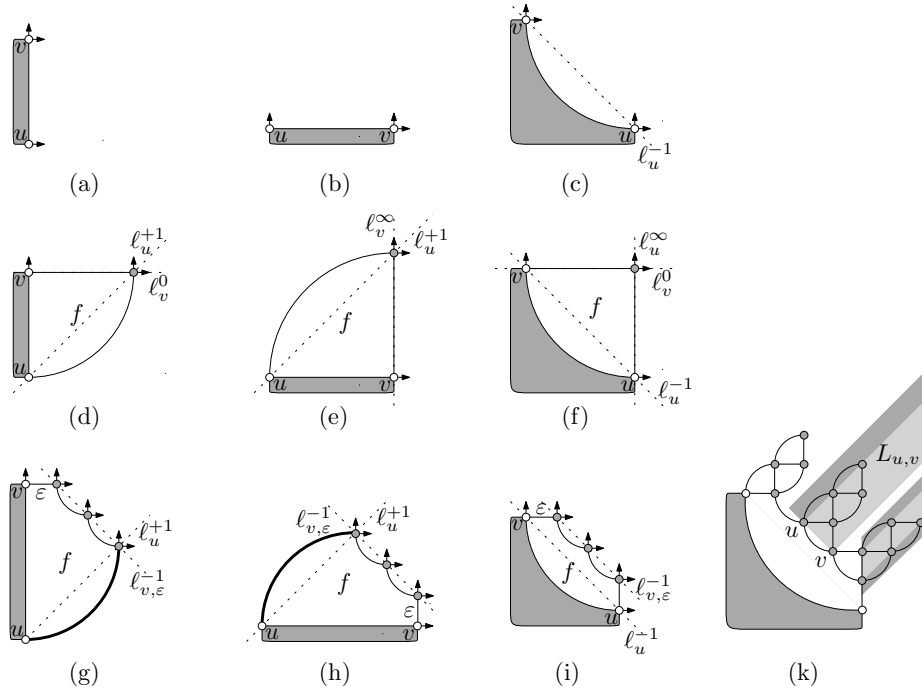 v
u
(a)
u
v
(b)
v
u
ℓ_u^{-1}
(c)
ℓ_u^{+1}
v
ℓ_v^0
f
u
(d)
ℓ_v^∞
ℓ_u^{+1}
f
u
v
(e)
ℓ_u^∞
v
ℓ_v^0
f
u
ℓ_u^{-1}
(f)
v
ε
ℓ_u^{+1}
f
ℓ_{v,ε}^{-1}
u
(g)
ℓ_{v,ε}^{-1}
ℓ_u^{+1}
f
ε
u
v
(h)
ε
v
f
ℓ_{v,ε}^{-1}
u
ℓ_u^{-1}
(i)
L_{u,v}
u
v
(k)